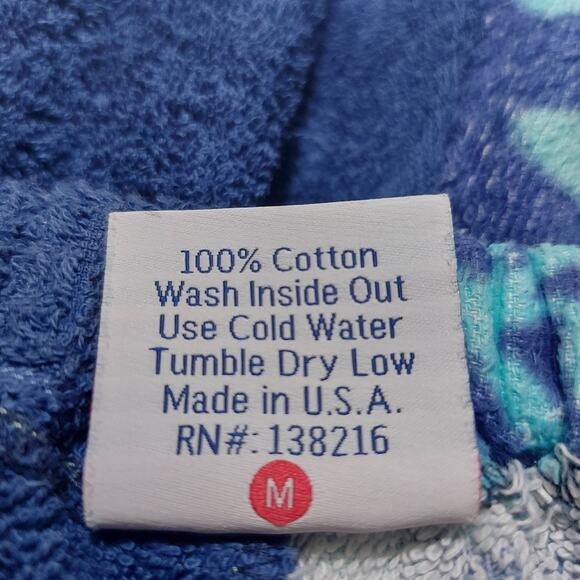 100% Cotton
Wash Inside Out
Use Cold Water
Tumble Dry Low
Made in U.S.A.
RN#: 138216
M